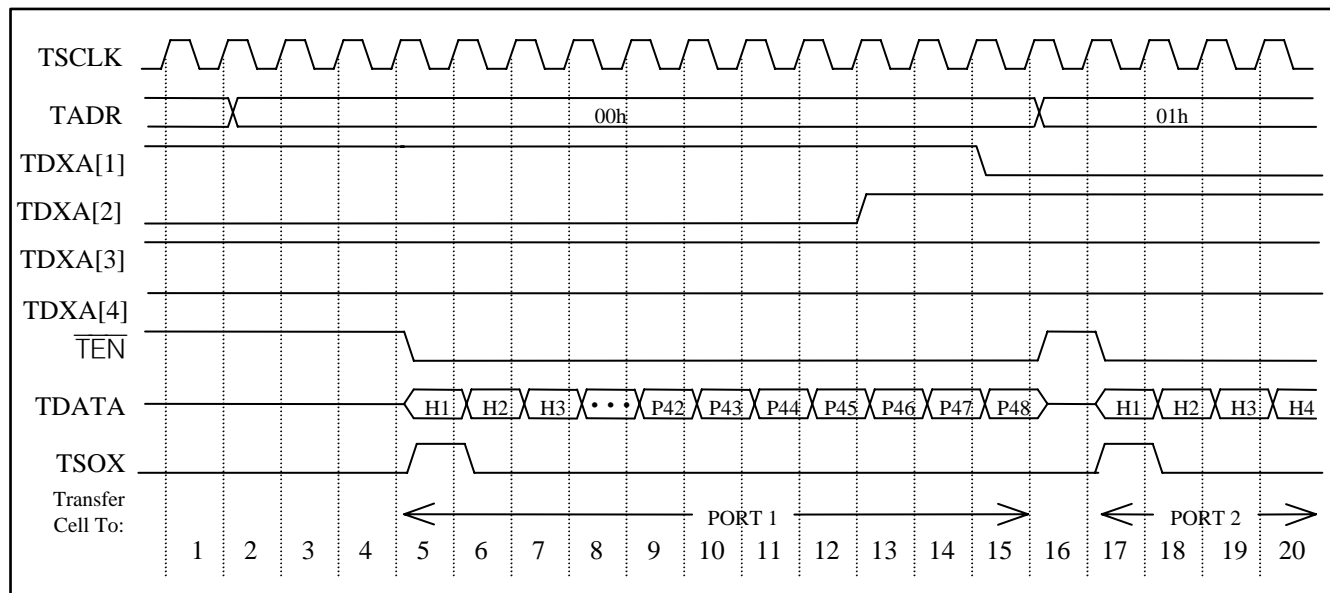 TSCLK
TADR 00h 01h
TDXA[1]
TDXA[2]
TDXA[3]
TDXA[4]
TEN
TDATA H1 H2 H3 • • • P42 P43 P44 P45 P46 P47 P48 H1 H2 H3 H4
TSOX
Transfer
Cell To: PORT 1 PORT 2
1 2 3 4 5 6 7 8 9 10 11 12 13 14 15 16 17 18 19 20